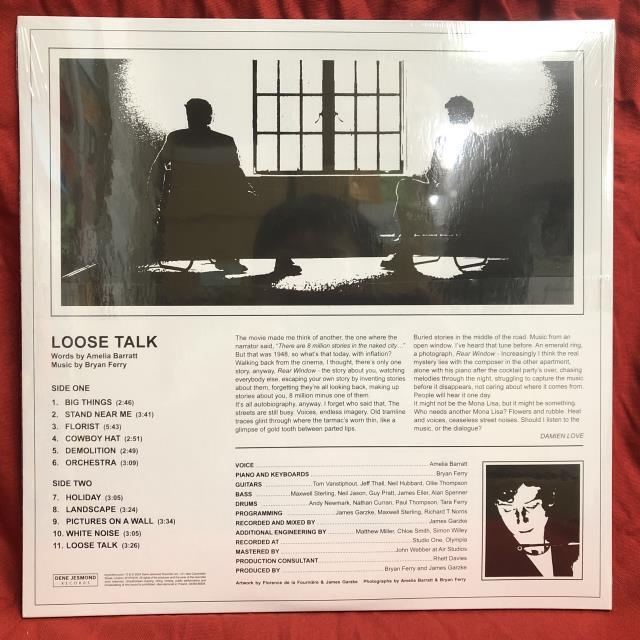 LOOSE TALK
Words by Amelia Barratt
Music by Bryan Ferry
SIDE ONE
1. BIG THINGS (2:46)
2. STAND NEAR ME (3:41)
3. FLORIST (5:43)
4. COWBOY HAT (2:51)
5. DEMOLITION (2:49)
6. ORCHESTRA (3:09)
SIDE TWO
7. HOLIDAY (3:05)
8. LANDSCAPE (3:24)
9. PICTURES ON A WALL (3:34)
10. WHITE NOISE (3:05)
11. LOOSE TALK (3:26)
The movie made me think of another, the one where the
narrator said, "There are 8 million stories in the naked city..."
But that was 1948, so what's that today, with inflation?
Walking back from the cinema, I thought, there's only one
story, anyway, Rear Window - the story about you, watching
everybody else, escaping your own story by inventing stories
about them, forgetting they're all looking back, making up
stories about you, 8 million minus one of them.
It's all autobiography, anyway. I forget who said that. The
streets are still busy. Voices, endless imagery. Old tramline
traces glint through where the tarmac's worn thin, like a
glimpse of gold tooth between parted lips.
Buried stories in the middle of the road. Music from an
open window. I've heard that tune before. An emerald ring,
a photograph, Rear Window - Increasingly I think the real
mystery lies with the composer in the other apartment,
alone with his piano after the cocktail party's over, chasing
melodies through the night, struggling to capture the music
before it disappears, not caring about where it comes from.
People will hear it one day.
It might not be the Mona Lisa, but it might be something.
Who needs another Mona Lisa? Flowers and rubble. Heat
and voices, ceaseless street noises. Should I listen to the
music, or the dialogue?
DAMIEN LOVE
VOICE Amelia Barratt
PIANO AND KEYBOARDS Bryan Ferry
GUITARS Tom Vanstiphout, Jeff Thall, Neil Hubbard, Ollie Thompson
BASS Maxwell Sterling, Neil Jason, Guy Pratt, James Eller, Alan Spenner
DRUMS Andy Newmark, Nathan Curran, Paul Thompson, Tara Ferry
PROGRAMMING James Garzke, Maxwell Sterling, Richard T Norris
RECORDED AND MIXED BY James Garzke
ADDITIONAL ENGINEERING BY Matthew Miller, Chloe Smith, Simon Willey
RECORDED AT Studio One, Olympia
MASTERED BY John Webber at Air Studios
PRODUCTION CONSULTANT Rhett Davies
PRODUCED BY Bryan Ferry and James Garzke
Artwork by Florence de la Fournière & James Garzke Photographs by Amelia Barratt & Bryan Ferry
DENE JESMOND
RECORDS